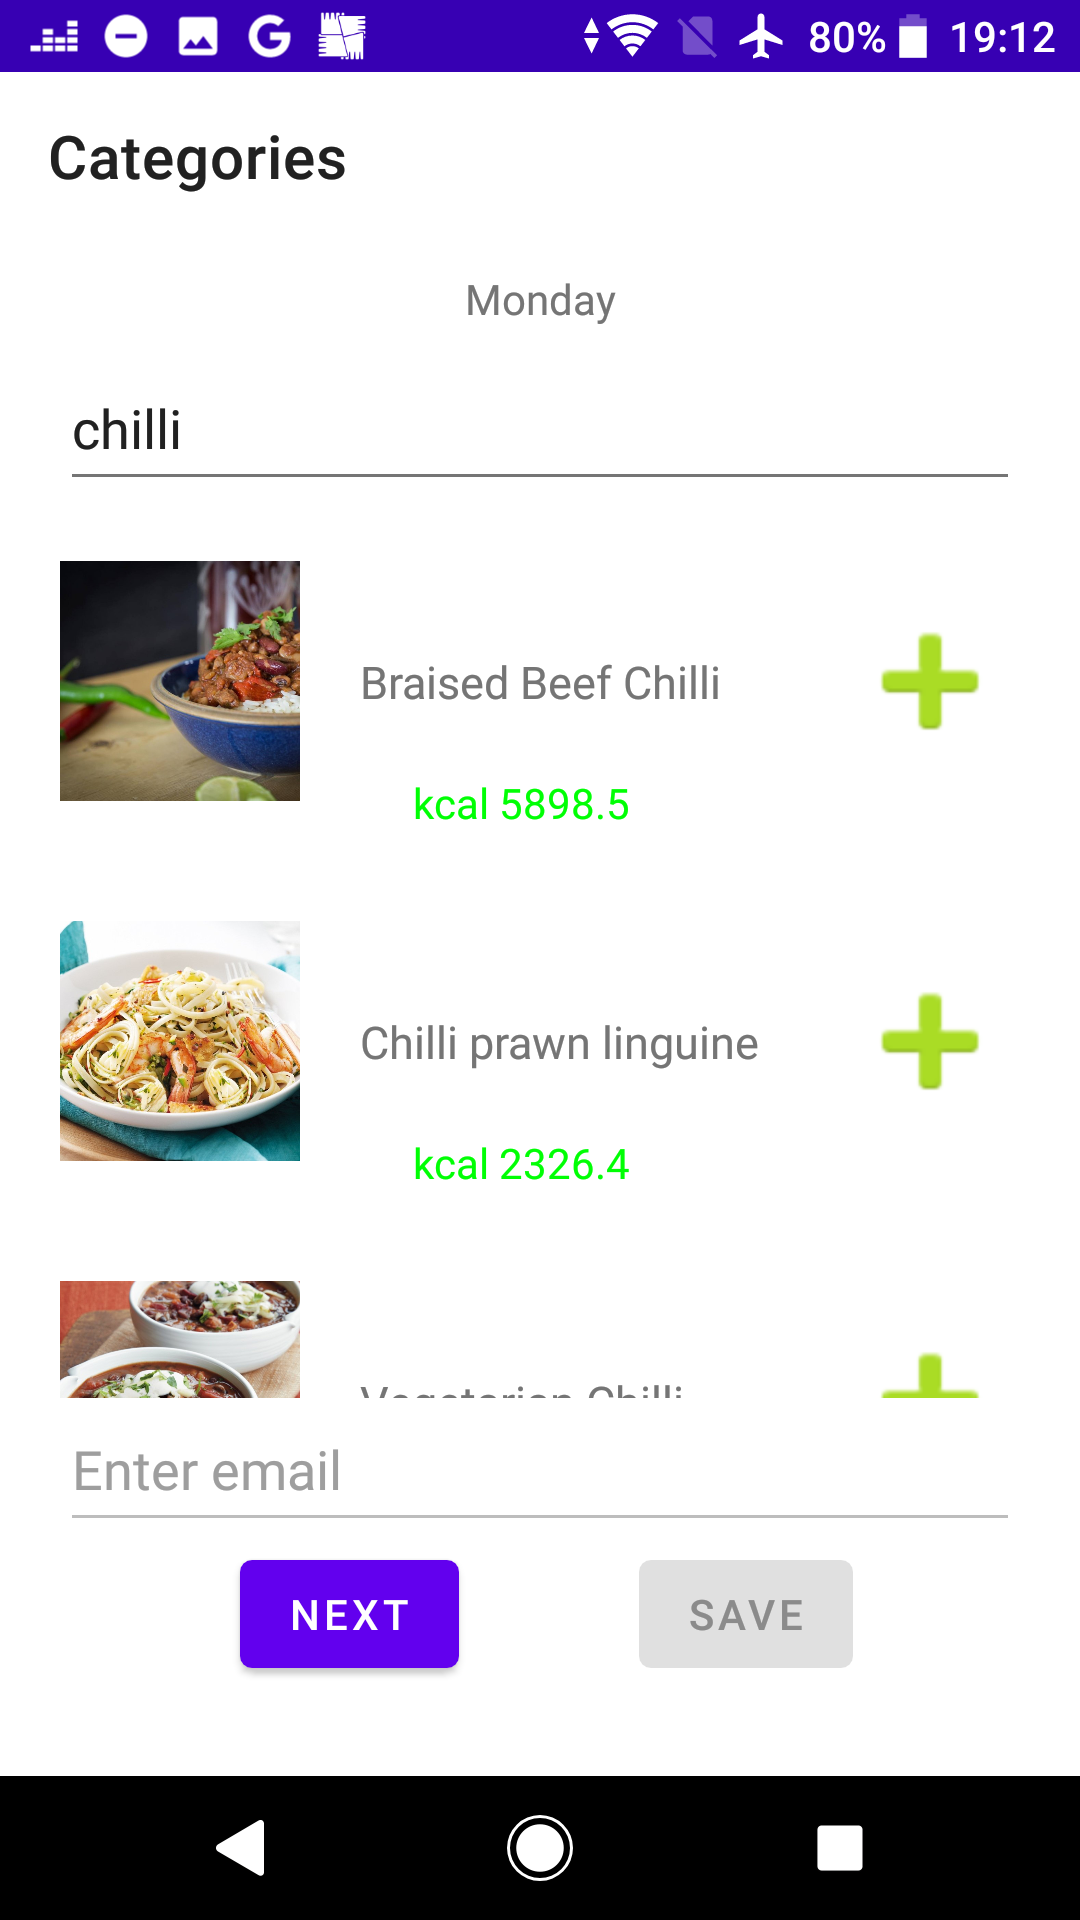 80% 19:12
Categories
Monday
chilli
Braised Beef Chilli
kcal 5898.5
Chilli prawn linguine
kcal 2326.4
Vegetarian Chilli
Enter email
NEXT SAVE